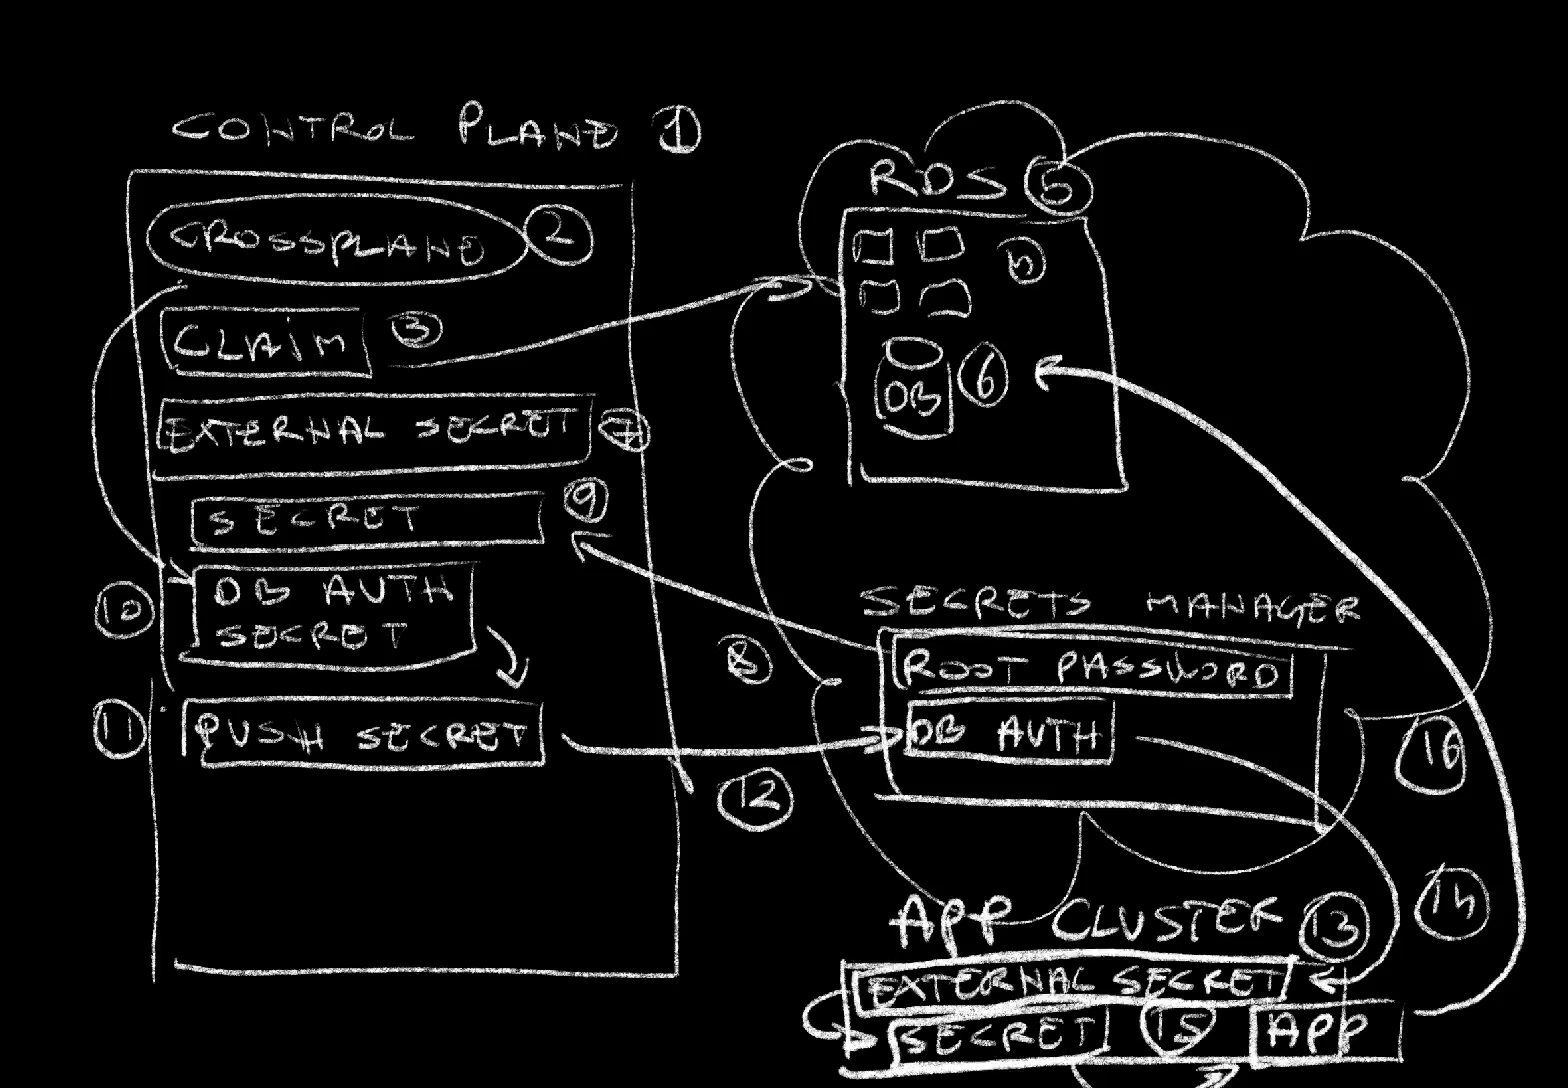 CONTROL PLANE 1
CROSSPLANE 2
CLAIM 3
EXTERNAL SECRET 7
SECRET 9
10 DB AUTH
SECRET
11 PUSH SECRET
8
12
RDS 5
DB 6
SECRETS MANAGER
ROOT PASSWORD
DB AUTH
16
14
APP CLUSTER 13
EXTERNAL SECRET
SECRET 15 APP